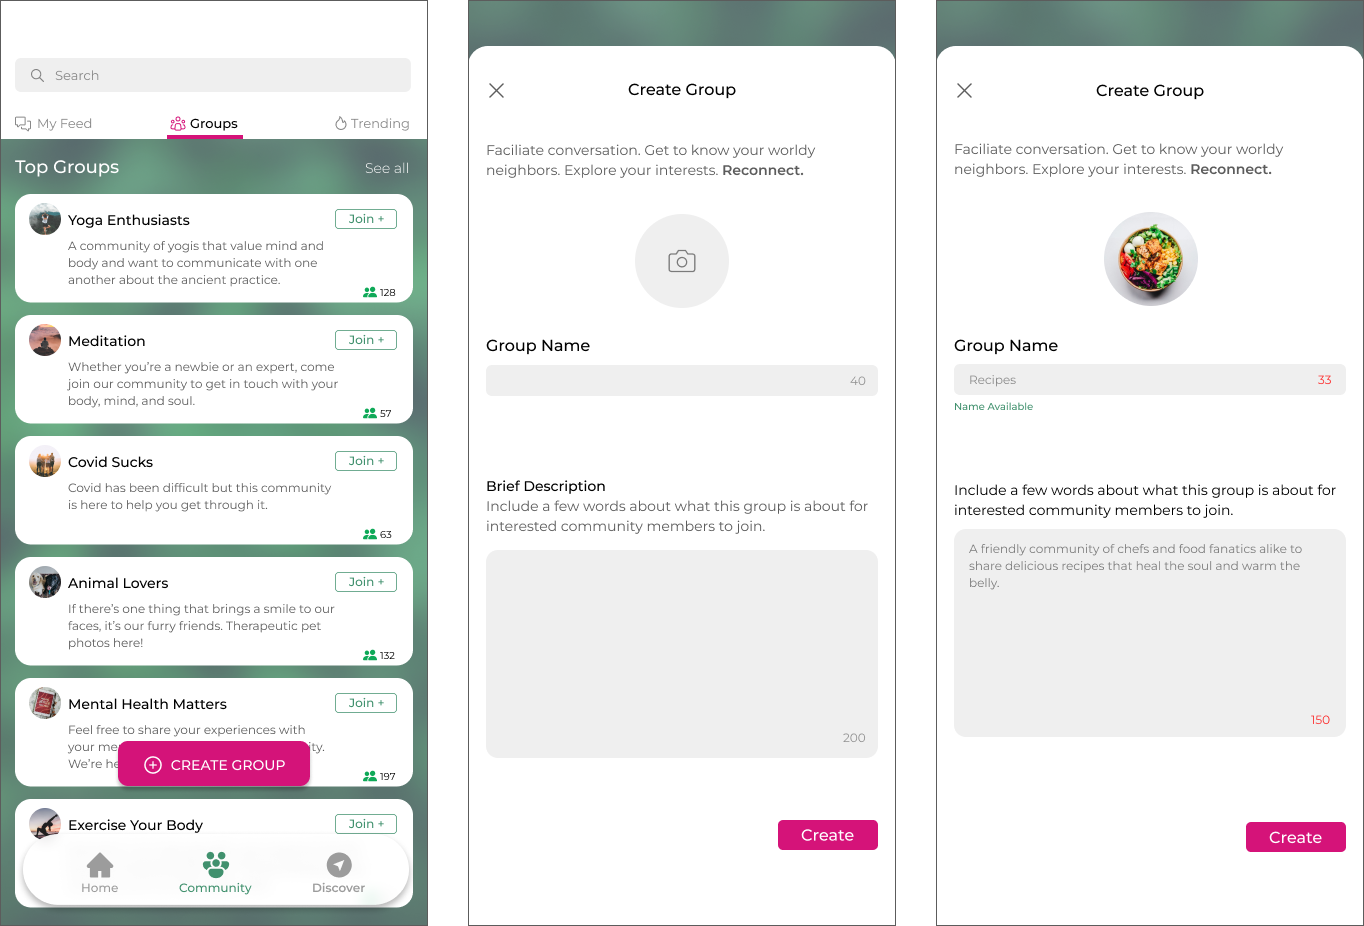 Search
My Feed
Groups
Trending
Top Groups
See all
Yoga Enthusiasts
Join +
A community of yogis that value mind and
body and want to communicate with one
another about the ancient practice.
128
Meditation
Join +
Whether you're a newbie or an expert, come
join our community to get in touch with your
body, mind, and soul.
57
Covid Sucks
Join +
Covid has been difficult but this community
is here to help you get through it.
63
Animal Lovers
Join +
If there's one thing that brings a smile to our
faces, it's our furry friends. Therapeutic pet
photos here!
132
Mental Health Matters
Join +
Feel free to share your experiences with
your
We're
197
CREATE GROUP
Exercise Your Body
Join +
Home
Community
Discover
Create Group
Faciliate conversation. Get to know your worldy
neighbors. Explore your interests. Reconnect.
Group Name
40
Brief Description
Include a few words about what this group is about for
interested community members to join.
200
Create
Create Group
Faciliate conversation. Get to know your worldy
neighbors. Explore your interests. Reconnect.
Group Name
Recipes
33
Name Available
Include a few words about what this group is about for
interested community members to join.
A friendly community of chefs and food fanatics alike to
share delicious recipes that heal the soul and warm the
belly.
150
Create